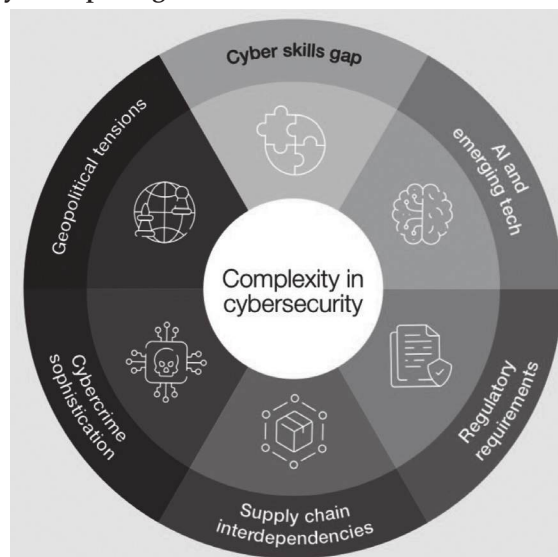 Cyber skills gap
AI and
emerging tech
Regulatory
requirements
Supply chain
interdependencies
Cybercrime
sophistication
Geopolitical tensions
Complexity in
cybersecurity